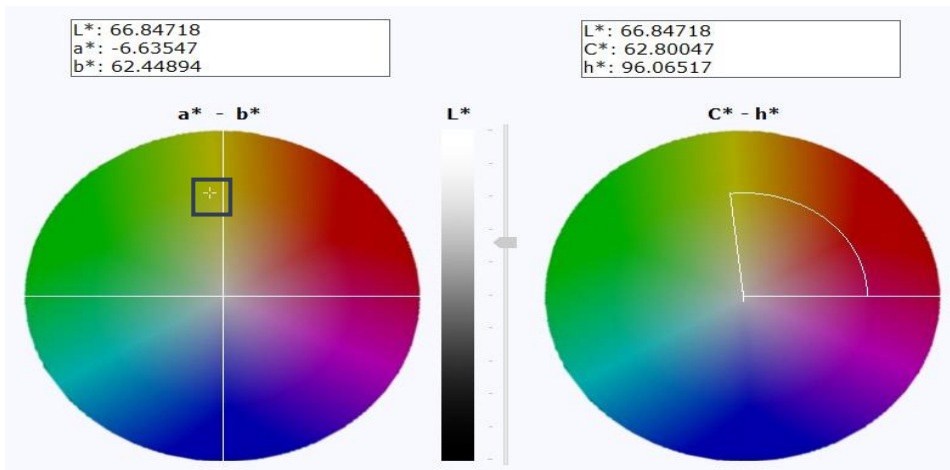 L*: 66.84718
a*: -6.63547
b*: 62.44894
L*: 66.84718
C*: 62.80047
h*: 96.06517
a* - b*
L*
C* - h*